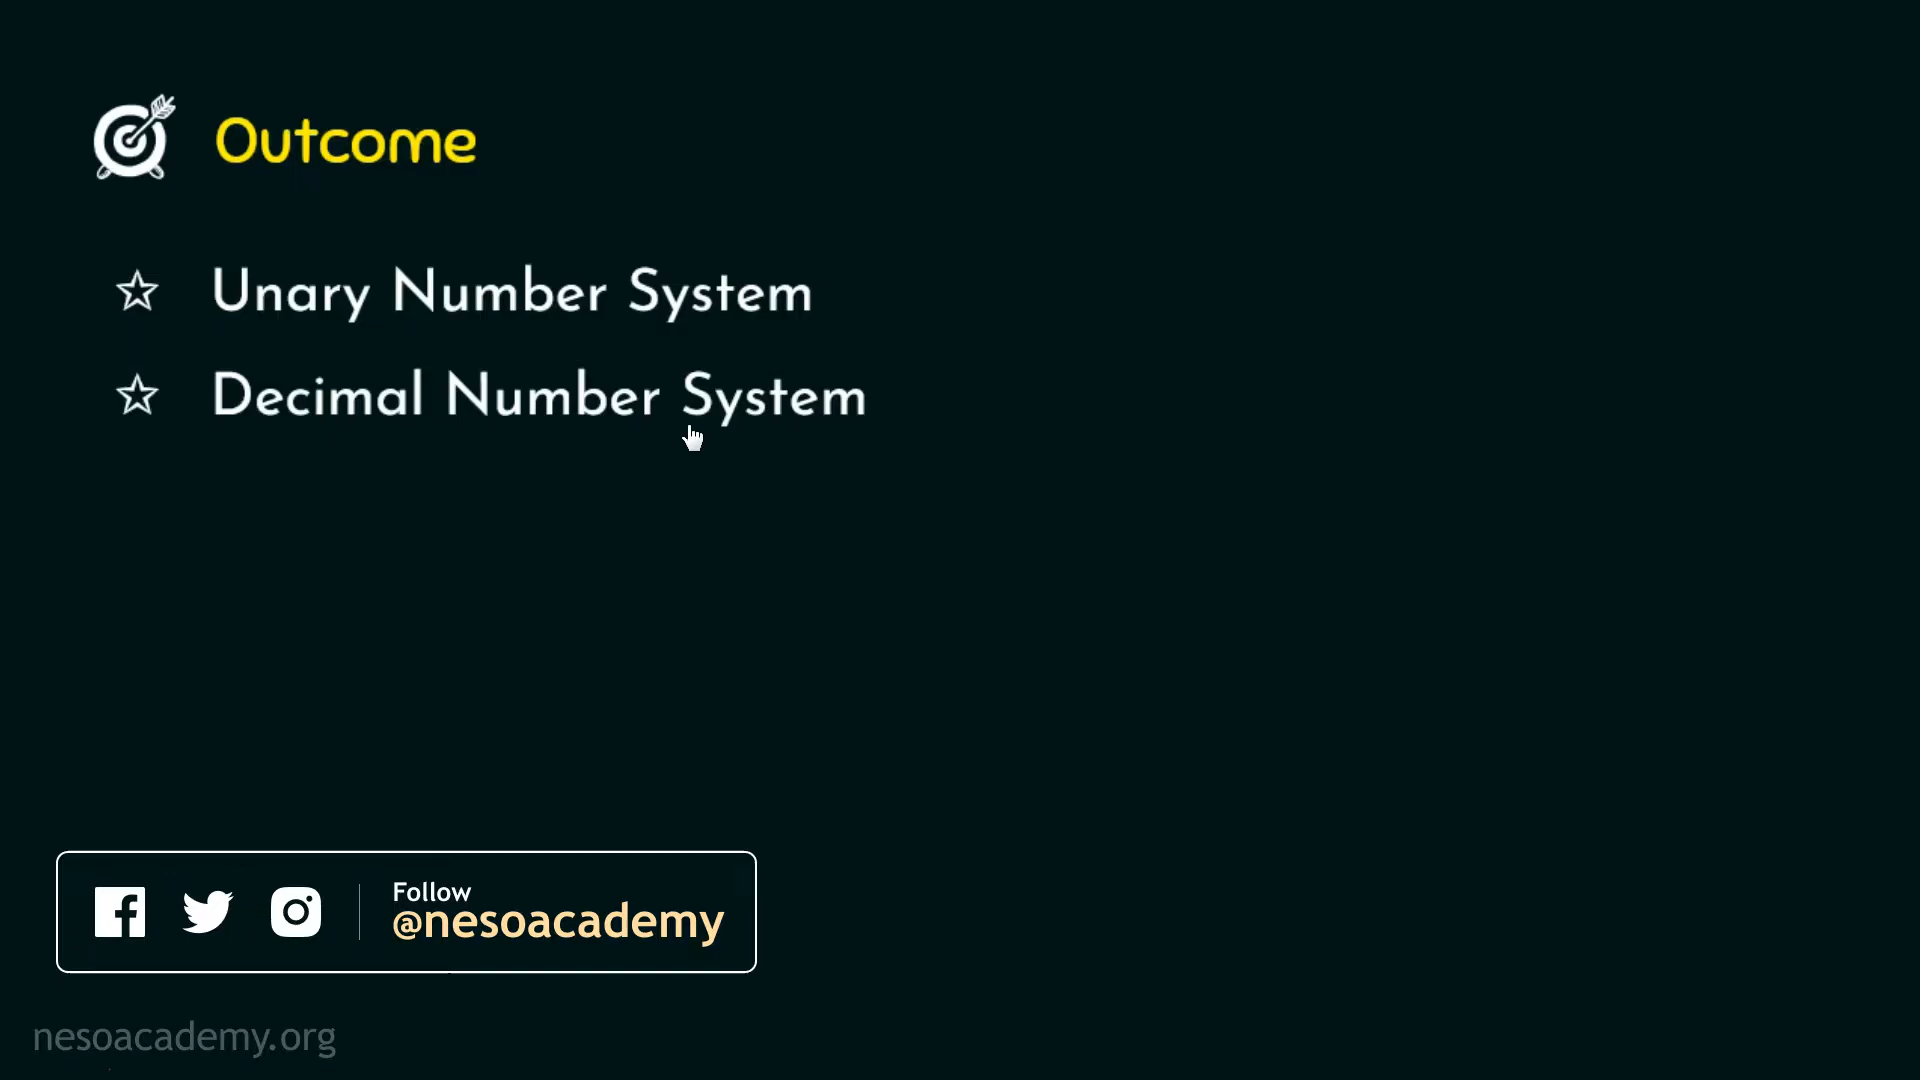 Outcome
Unary Number System
Decimal Number System
Follow
@nesoacademy
nesoacademy.org